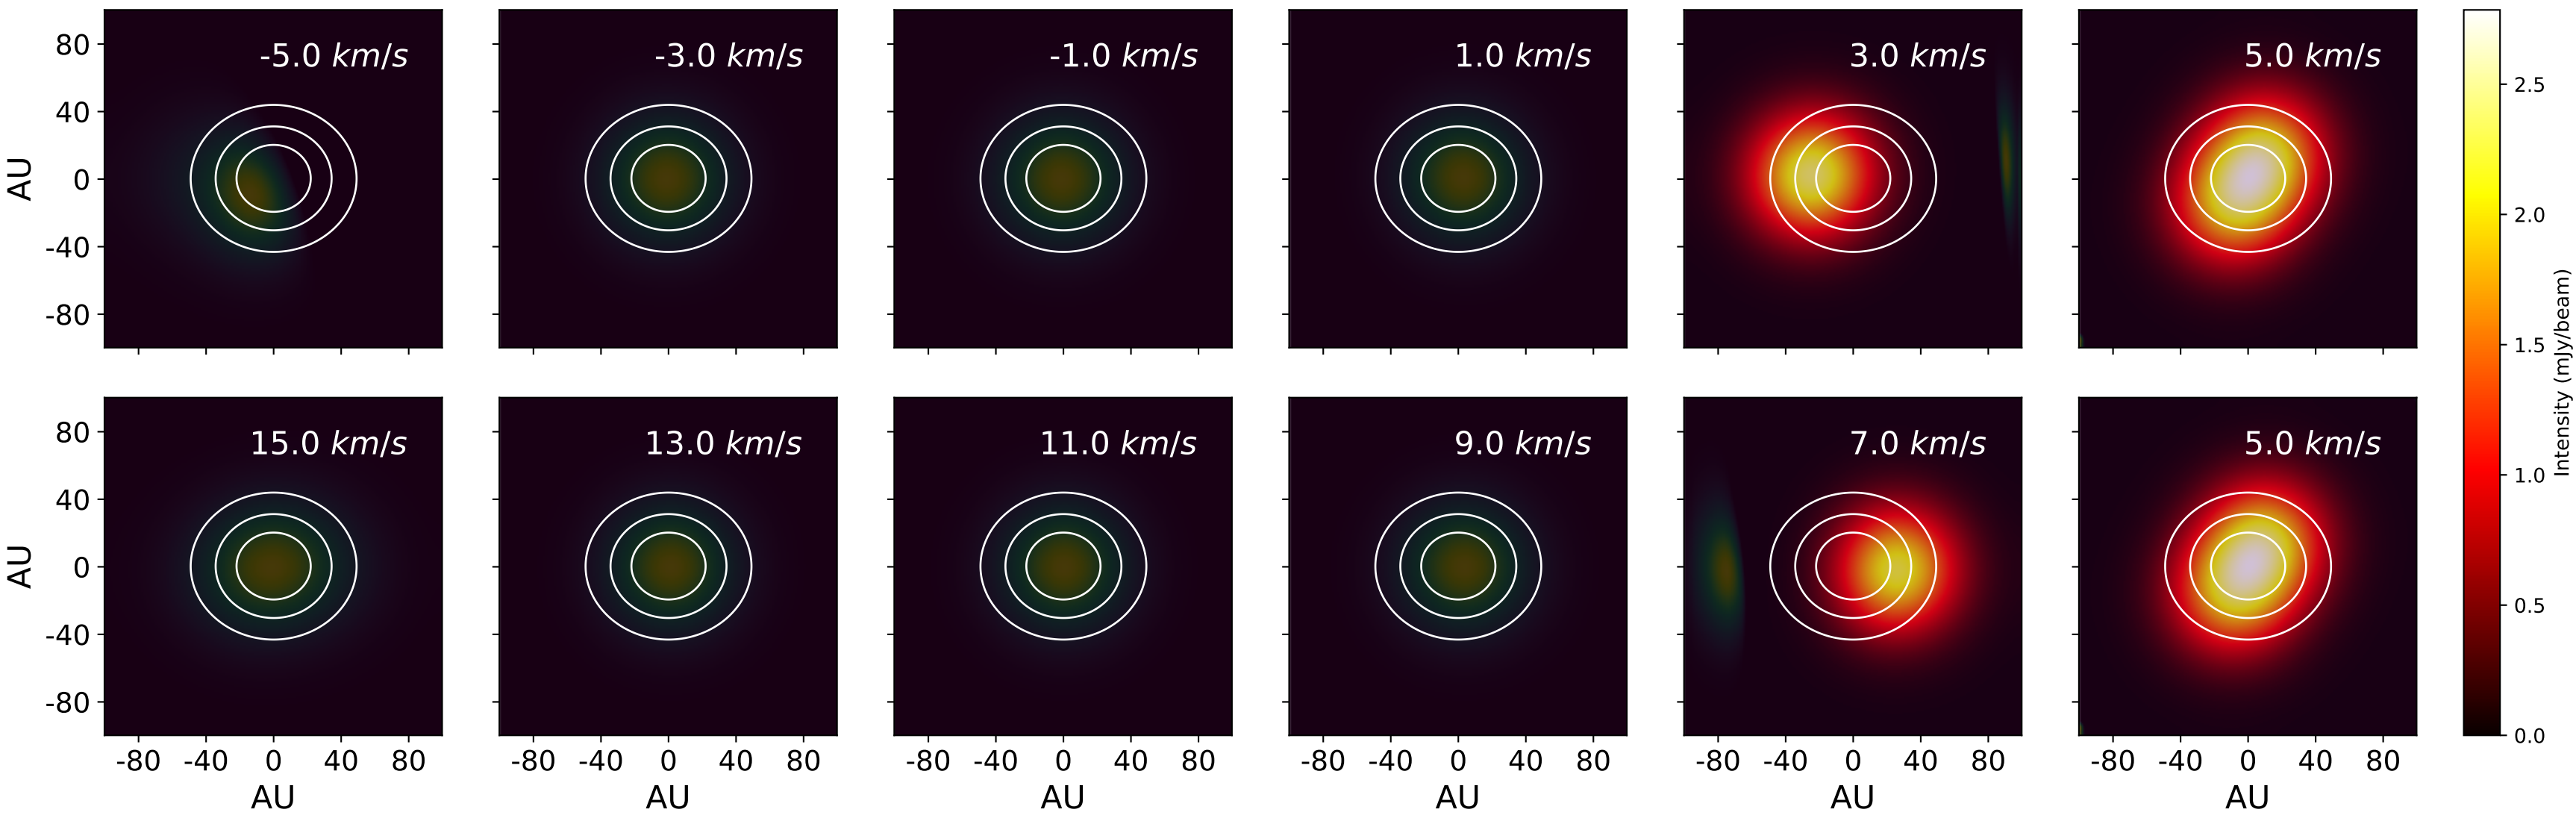 -5.0 km/s
-3.0 km/s
-1.0 km/s
1.0 km/s
3.0 km/s
5.0 km/s
80
40
0
-40
-80
AU
15.0 km/s
13.0 km/s
11.0 km/s
9.0 km/s
7.0 km/s
5.0 km/s
80
40
0
-40
-80
AU
-80 -40 0 40 80
-80 -40 0 40 80
-80 -40 0 40 80
-80 -40 0 40 80
-80 -40 0 40 80
-80 -40 0 40 80
AU
AU
AU
AU
AU
AU
2.5
2.0
1.5
1.0
0.5
0.0
Intensity (mJy/beam)